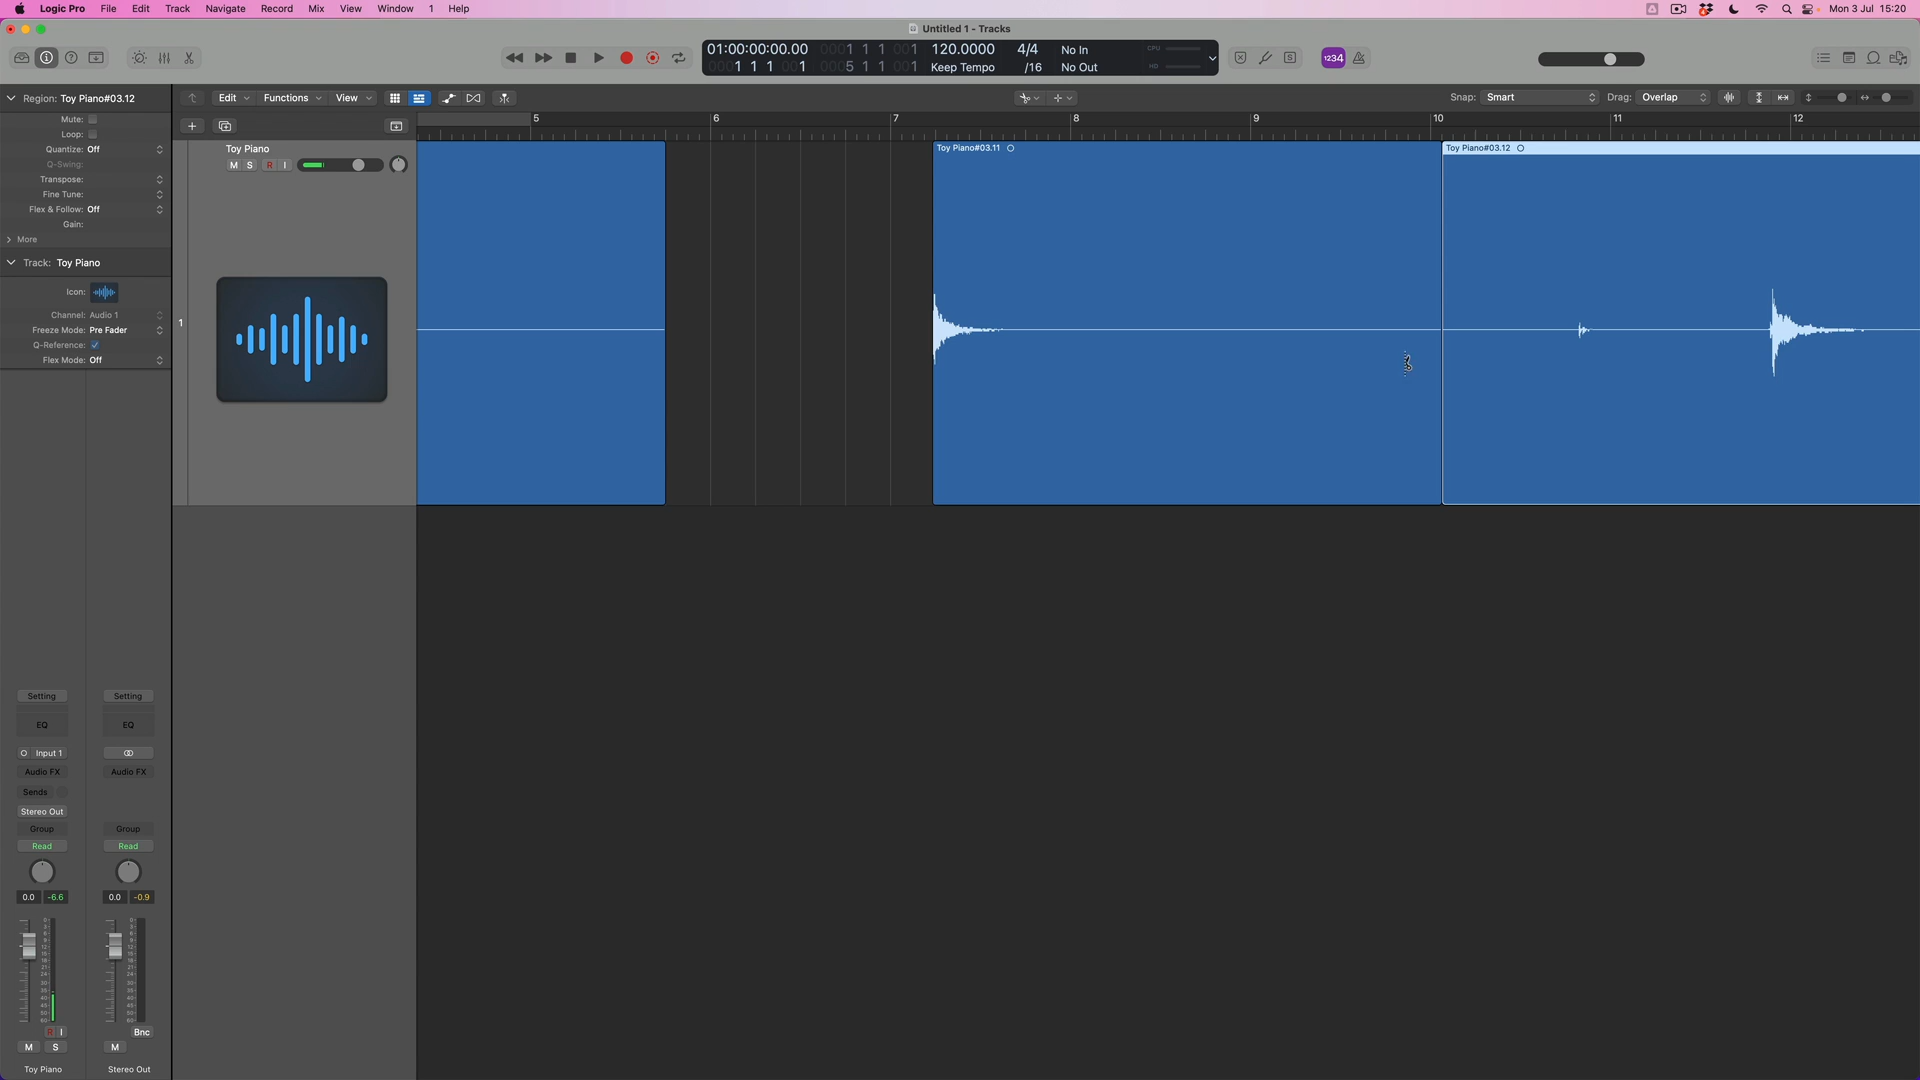 Logic Pro File Edit Track Navigate Record Mix View Window 1 Help
Mon 3 Jul 15:20
Untitled 1 - Tracks
01:00:00:00.00 0001 1 1 001 120.0000 4/4 No In CPU
0001 1 1 001 0005 1 1 001 Keep Tempo /16 No Out HD
1234
S
Region: Toy Piano#03.12
Edit Functions View
Snap: Smart Drag: Overlap
Mute:
Loop:
Quantize: Off
Q-Swing:
Transpose:
Fine Tune:
Flex & Follow: Off
Gain:
More
Track: Toy Piano
Icon:
Channel: Audio 1
Freeze Mode: Pre Fader
Q-Reference:
Flex Mode: Off
5 6 7 8 9 10 11 12
1
Toy Piano
M S R I
Toy Piano#03.11
Toy Piano#03.12
Setting Setting
EQ EQ
Input 1
Audio FX Audio FX
Sends
Stereo Out
Group Group
Read Read
0.0 -6.6 0.0 -0.9
R I Bnc
M S M
Toy Piano Stereo Out